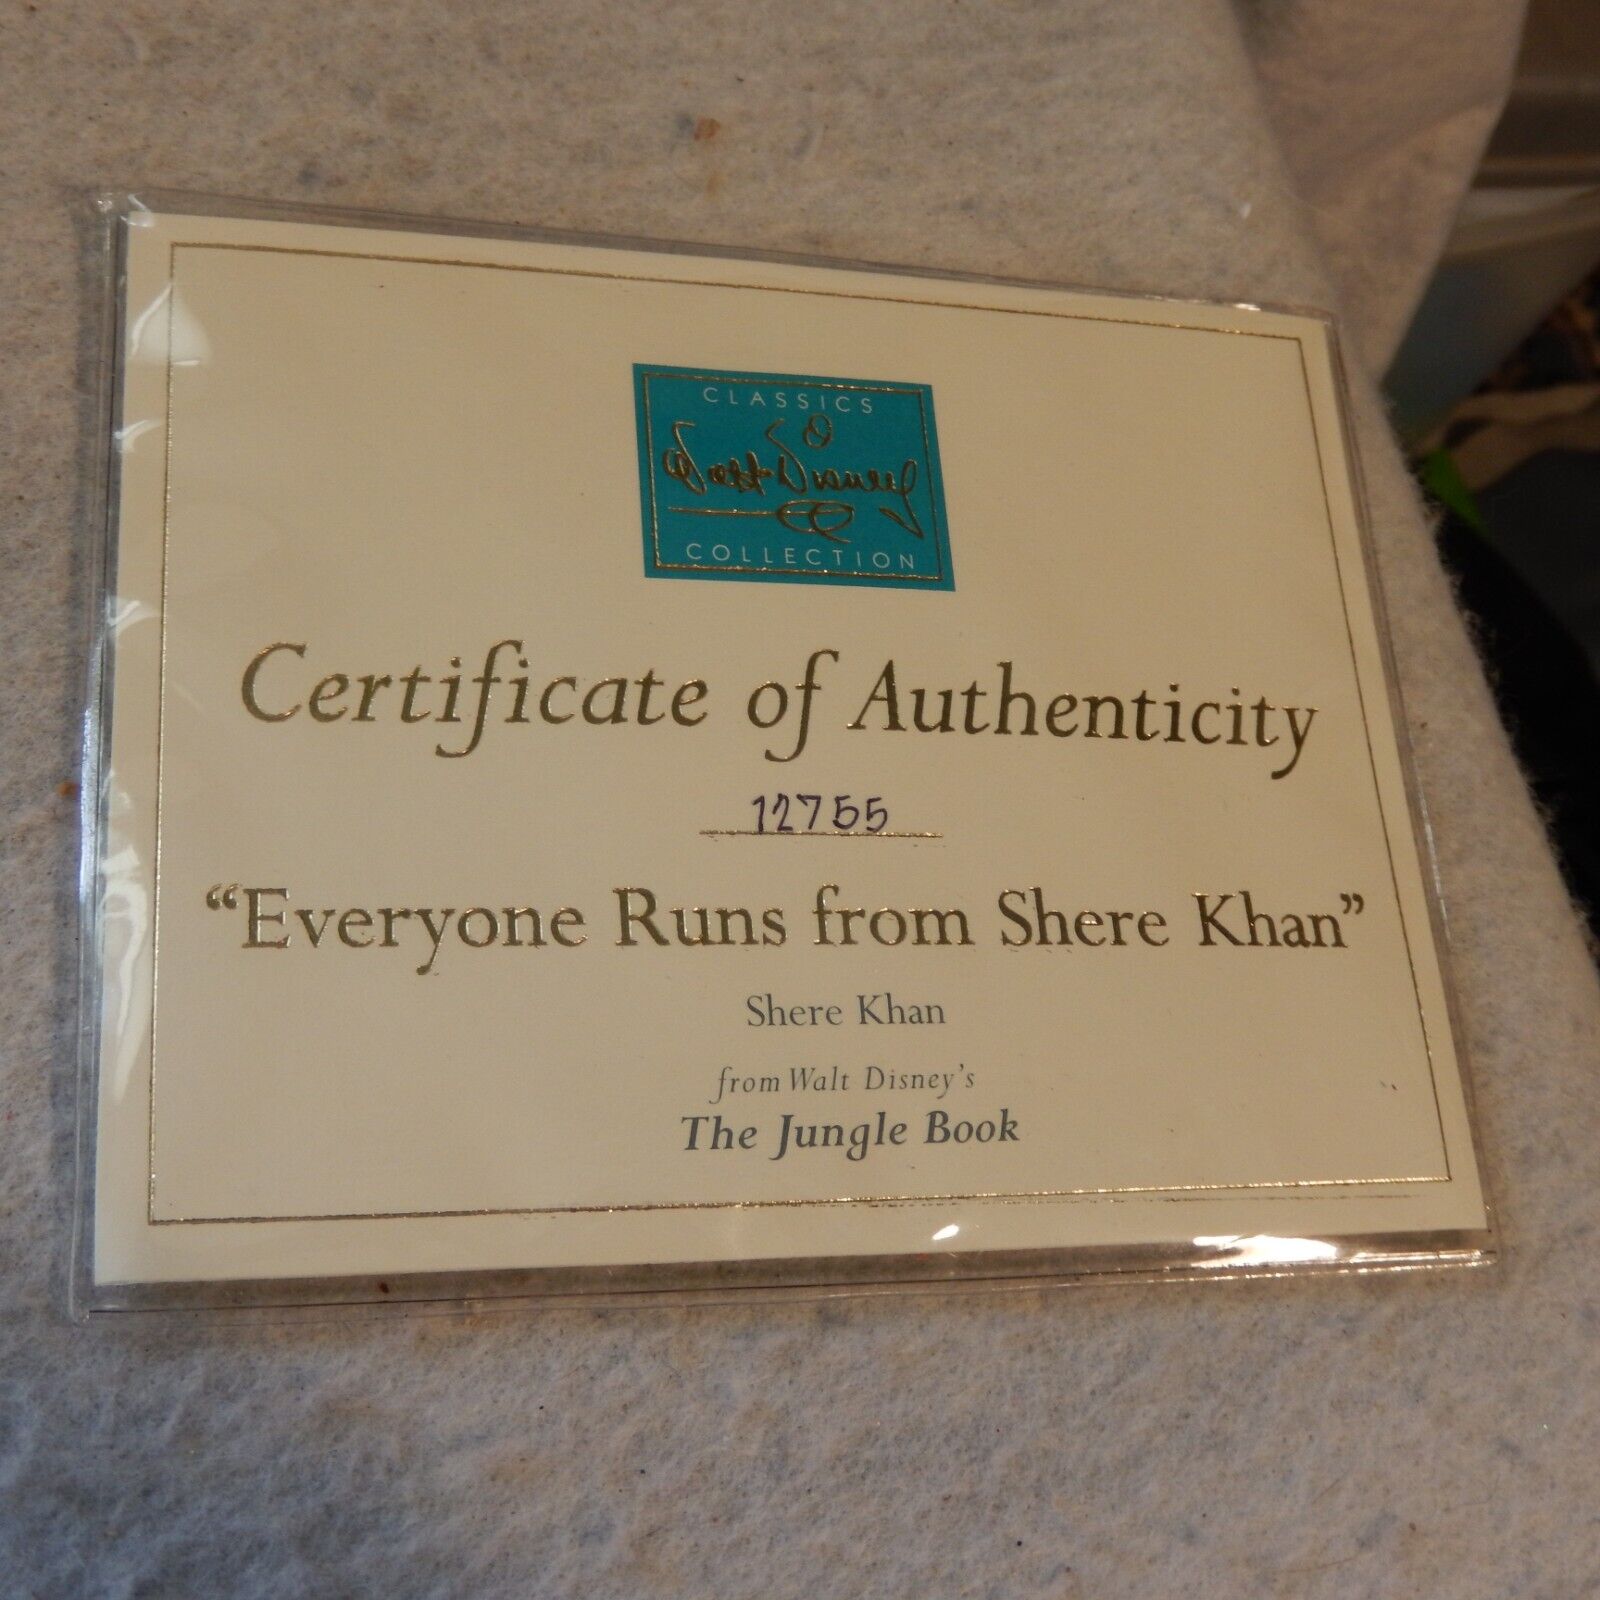 CLASSICS
Walt Disney
COLLECTION
Certificate of Authenticity
12755
“Everyone Runs from Shere Khan”
Shere Khan
from Walt Disney’s
The Jungle Book